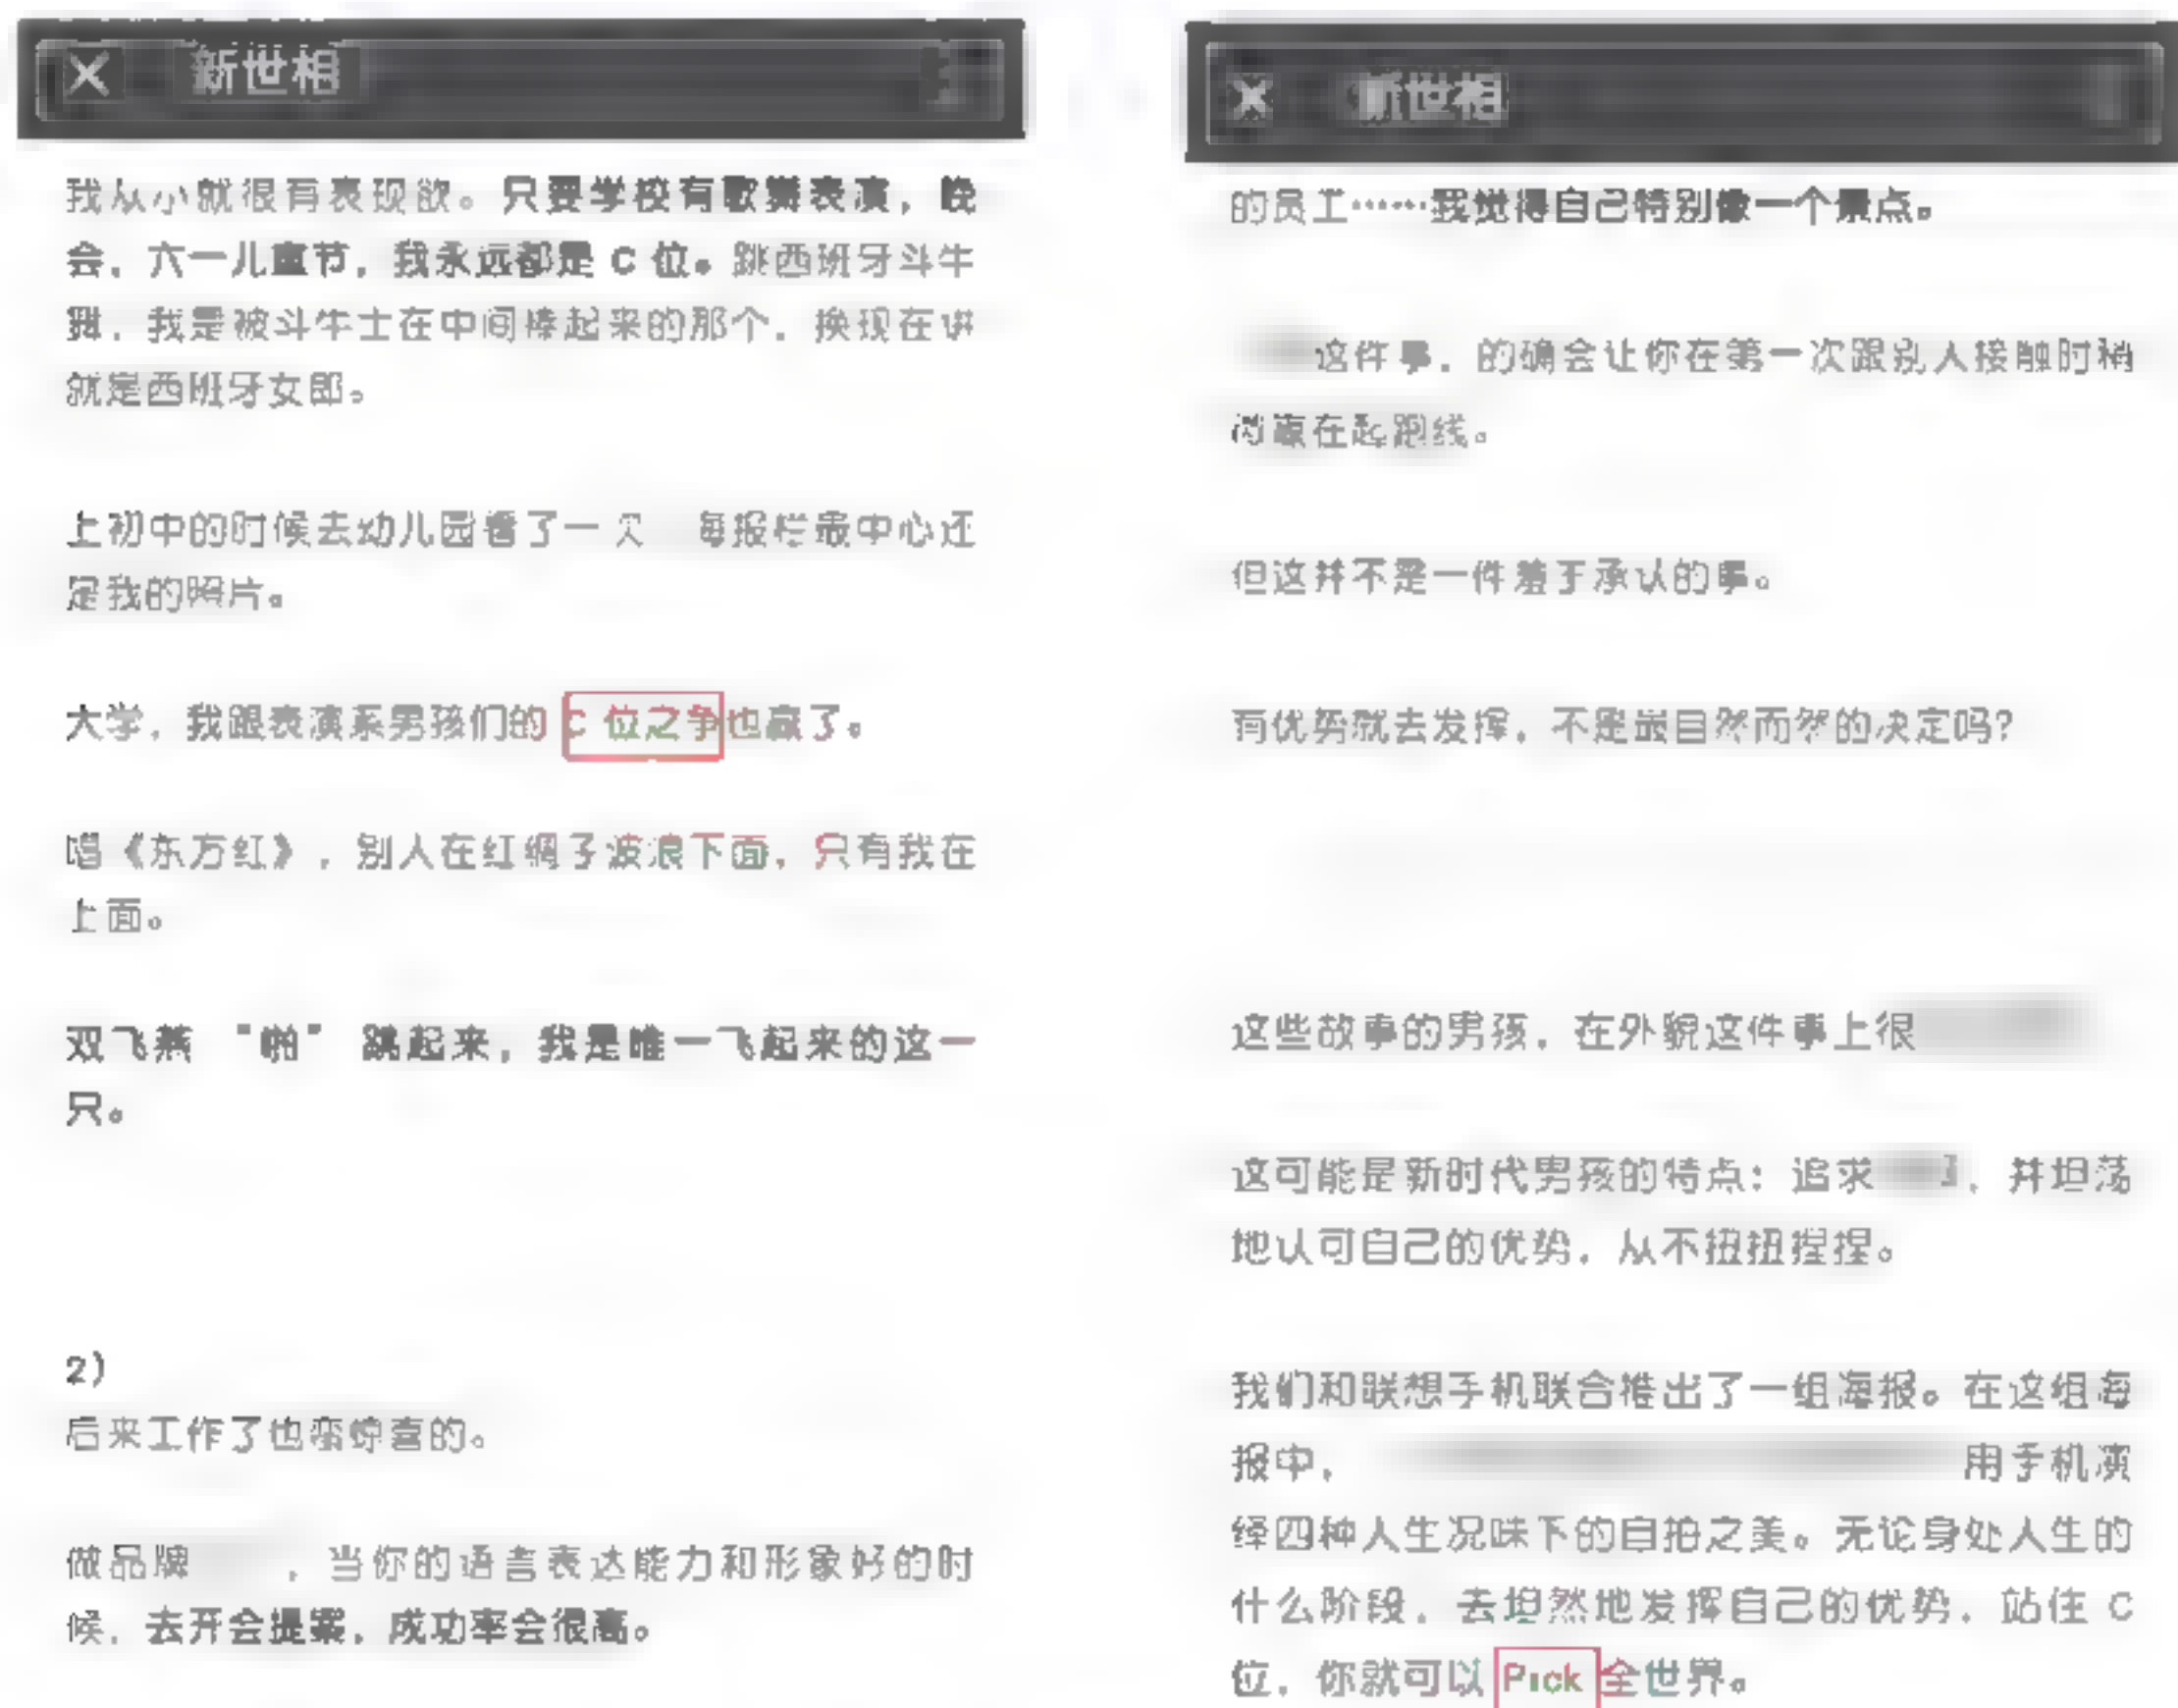 新世相
我从小就很有表现欲。只要学校有歌舞表演，晚
会，六一儿童节，我永远都是 C 位。跳西班牙斗牛
舞，我是被斗牛士在中间捧起来的那个，换现在讲
就是西班牙女郎。
上初中的时候去幼儿园看了一次 海报栏最中心还
是我的照片。
大学，我跟表演系男孩们的 C 位之争也赢了。
唱《东方红》，别人在红绸子波浪下面，只有我在
上面。
双飞燕 “啪” 跳起来，我是唯一飞起来的这一
只。
2）
后来工作了也蛮惊喜的。
做品牌 ，当你的语言表达能力和形象好的时
候，去开会提案，成功率会很高。
新世相
的员工……我觉得自己特别像一个景点。
这件事，的确会让你在第一次跟别人接触时稍
微赢在起跑线。
但这并不是一件羞于承认的事。
有优势就去发挥，不是最自然而然的决定吗？
这些故事的男孩，在外貌这件事上很
这可能是新时代男孩的特点：追求 ，并坦荡
地认可自己的优势，从不扭扭捏捏。
我们和联想手机联合推出了一组海报。在这组海
报中， 用手机演
绎四种人生况味下的自拍之美。无论身处人生的
什么阶段，去坦然地发挥自己的优势，站住 C
位，你就可以 Pick 全世界。